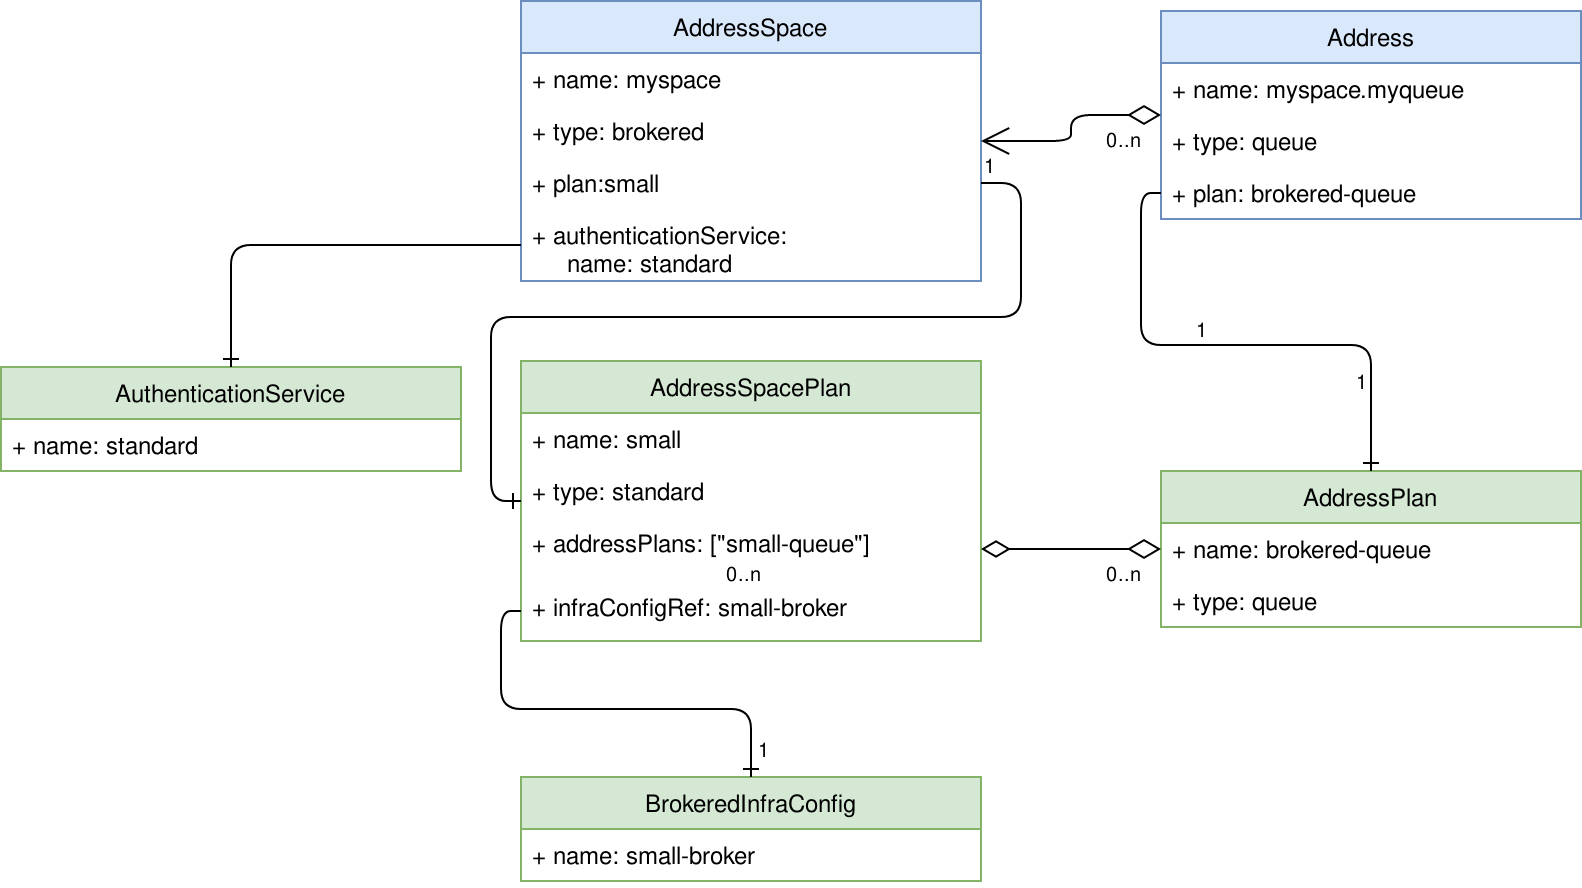 AddressSpace
+ name: myspace
+ type: brokered
+ plan:small
+ authenticationService:
name: standard
1
Address
+ name: myspace.myqueue
+ type: queue
+ plan: brokered-queue
0..n
1
1
AuthenticationService
+ name: standard
AddressSpacePlan
+ name: small
+ type: standard
+ addressPlans: ["small-queue"]
0..n
+ infraConfigRef: small-broker
0..n
AddressPlan
+ name: brokered-queue
+ type: queue
1
BrokeredInfraConfig
+ name: small-broker